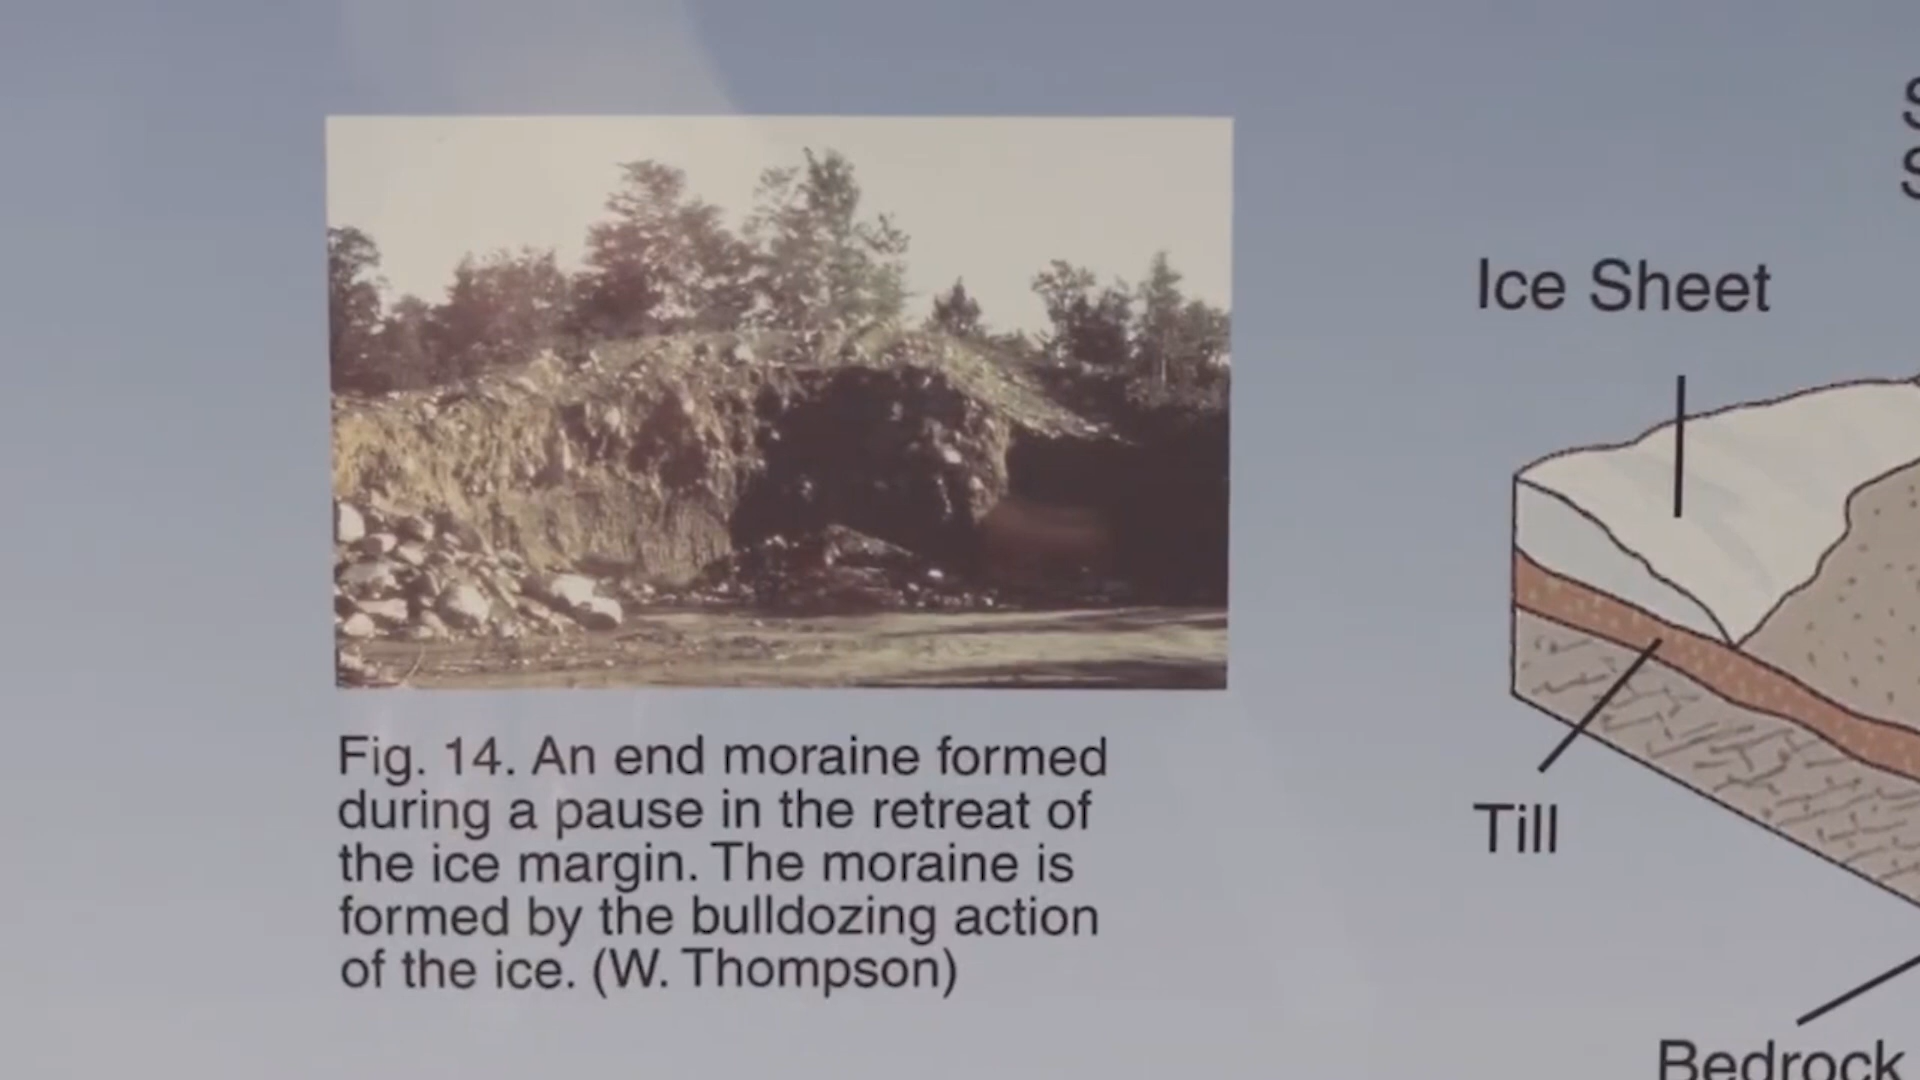 Fig. 14. An end moraine formed
during a pause in the retreat of
the ice margin. The moraine is
formed by the bulldozing action
of the ice. (W. Thompson)
Ice Sheet
Till
Bedrock